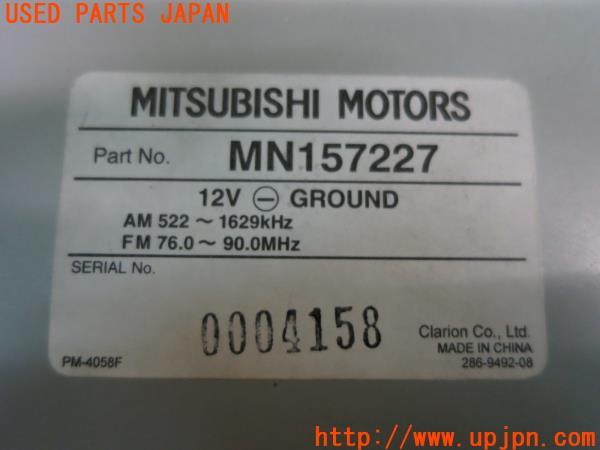 USED PARTS JAPAN
MITSUBISHI MOTORS
Part No. MN157227
12V ⊖ GROUND
AM 522 ~ 1629kHz
FM 76.0 ~ 90.0MHz
SERIAL No.
0004158
Clarion Co., Ltd.
MADE IN CHINA
PM-4058F
286-9492-08
http://www.upjpn.com/